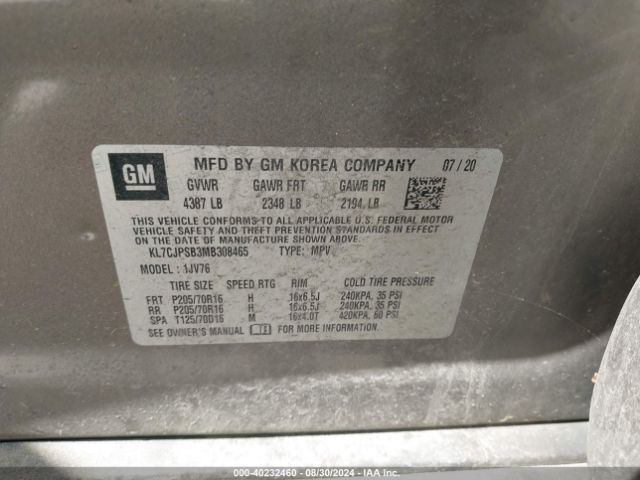 GM
MFD BY GM KOREA COMPANY 07/20
GVWR GAWR FRT GAWR RR
4387 LB 2348 LB 2194 LB
THIS VEHICLE CONFORMS TO ALL APPLICABLE U.S. FEDERAL MOTOR
VEHICLE SAFETY AND THEFT PREVENTION STANDARDS IN EFFECT
ON THE DATE OF MANUFACTURE SHOWN ABOVE.
KL7CJPSB3MB308465 TYPE: MPV
MODEL: 1JV76
TIRE SIZE SPEED RTG RIM COLD TIRE PRESSURE
FRT P205/70R16 H 16x6.5J 240KPA, 35 PSI
RR P205/70R16 H 16x6.5J 240KPA, 35 PSI
SPA T125/70D16 M 16x4.0T 420KPA, 60 PSI
SEE OWNER'S MANUAL FOR MORE INFORMATION.
000-40232460 - 08/30/2024 - IAA Inc.